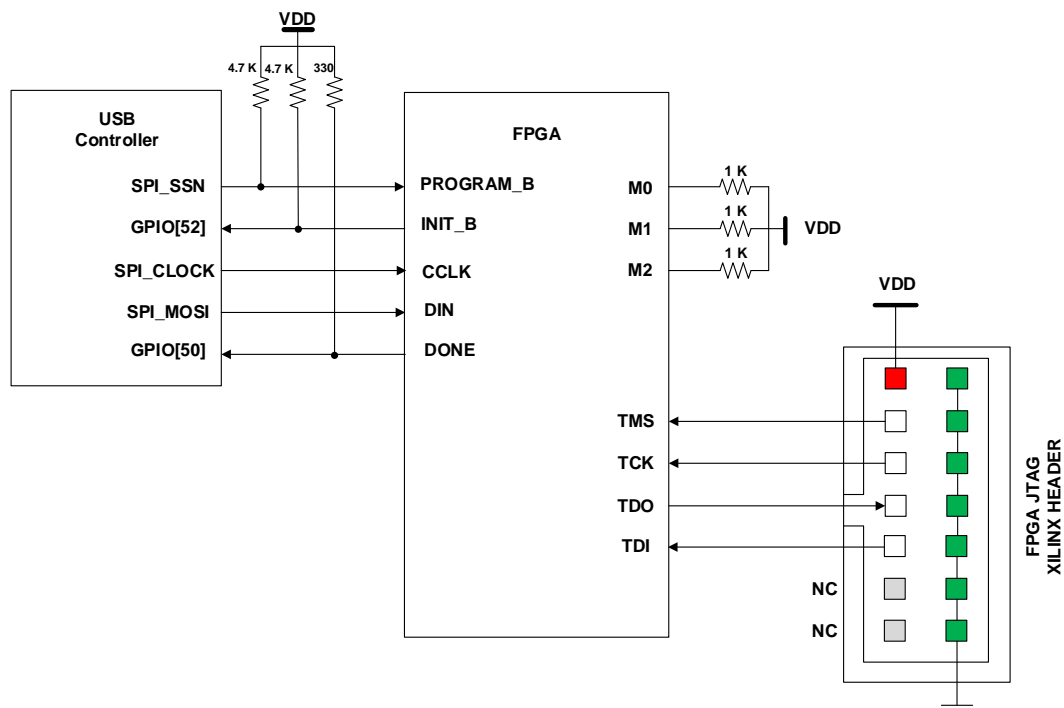 VDD
4.7 K
4.7 K
330
USB
Controller
SPI_SSN
GPIO[52]
SPI_CLOCK
SPI_MOSI
GPIO[50]
FPGA
PROGRAM_B
INIT_B
CCLK
DIN
DONE
M0
M1
M2
1 K
1 K
1 K
VDD
TMS
TCK
TDO
TDI
VDD
NC
NC
FPGA JTAG
XILINX HEADER